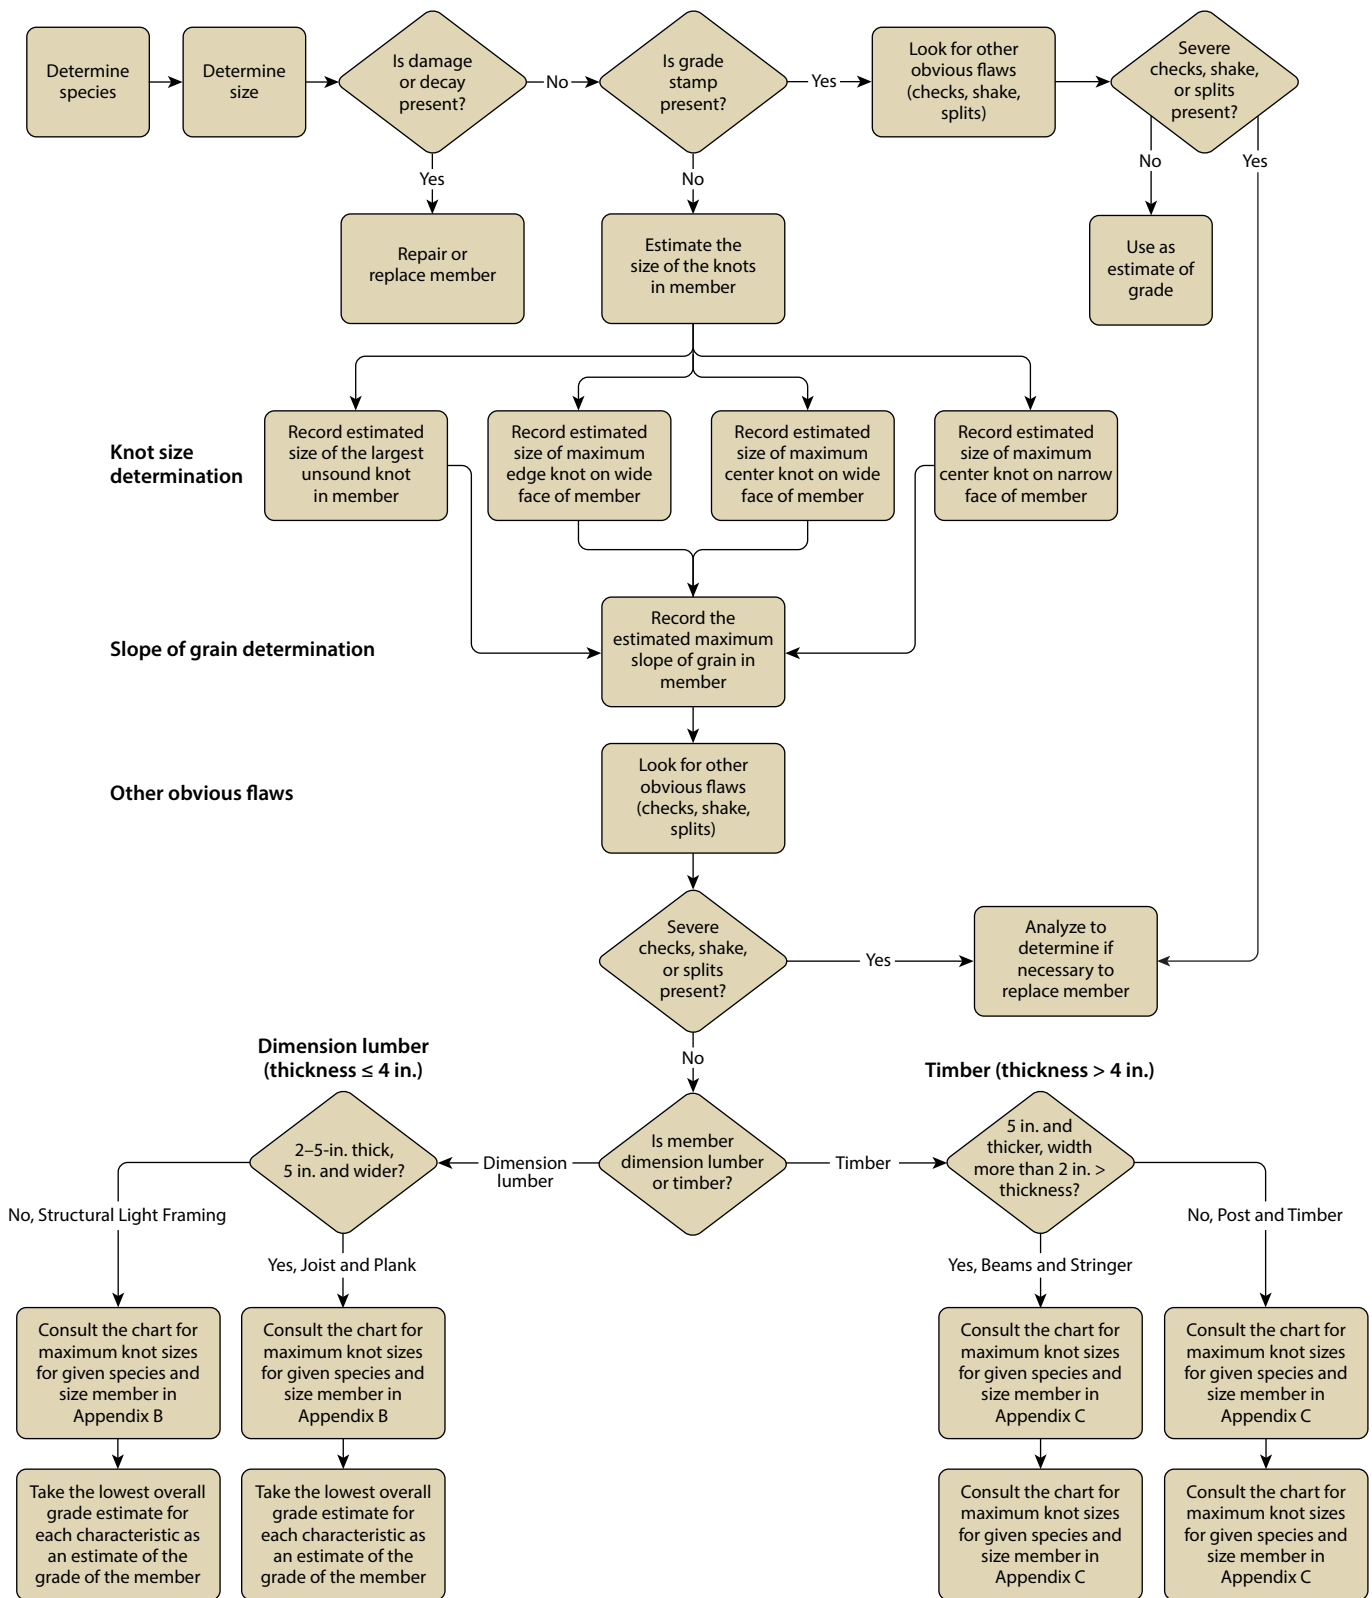 Determine
species
Determine
size
Is damage
or decay
present?
No
Is grade
stamp
present?
Yes
Look for other
obvious flaws
(checks, shake,
splits)
Severe
checks, shake,
or splits
present?
Yes
No
No
Yes
Repair or
replace member
Estimate the
size of the knots
in member
Use as
estimate of
grade
Knot size
determination
Record estimated
size of the largest
unsound knot
in member
Record estimated
size of maximum
edge knot on wide
face of member
Record estimated
size of maximum
center knot on wide
face of member
Record estimated
size of maximum
center knot on narrow
face of member
Slope of grain determination
Record the
estimated maximum
slope of grain in
member
Other obvious flaws
Look for other
obvious flaws
(checks, shake,
splits)
Severe
checks, shake,
or splits
present?
Yes
Analyze to
determine if
necessary to
replace member
No
Dimension lumber
(thickness ≤ 4 in.)
Timber (thickness > 4 in.)
2–5-in. thick,
5 in. and wider?
Dimension
lumber
Is member
dimension lumber
or timber?
Timber
5 in. and
thicker, width
more than 2 in. >
thickness?
No, Structural Light Framing
Yes, Joist and Plank
Yes, Beams and Stringer
No, Post and Timber
Consult the chart for
maximum knot sizes
for given species and
size member in
Appendix B
Consult the chart for
maximum knot sizes
for given species and
size member in
Appendix B
Consult the chart for
maximum knot sizes
for given species and
size member in
Appendix C
Consult the chart for
maximum knot sizes
for given species and
size member in
Appendix C
Take the lowest overall
grade estimate for
each characteristic as
an estimate of the
grade of the member
Take the lowest overall
grade estimate for
each characteristic as
an estimate of the
grade of the member
Consult the chart for
maximum knot sizes
for given species and
size member in
Appendix C
Consult the chart for
maximum knot sizes
for given species and
size member in
Appendix C